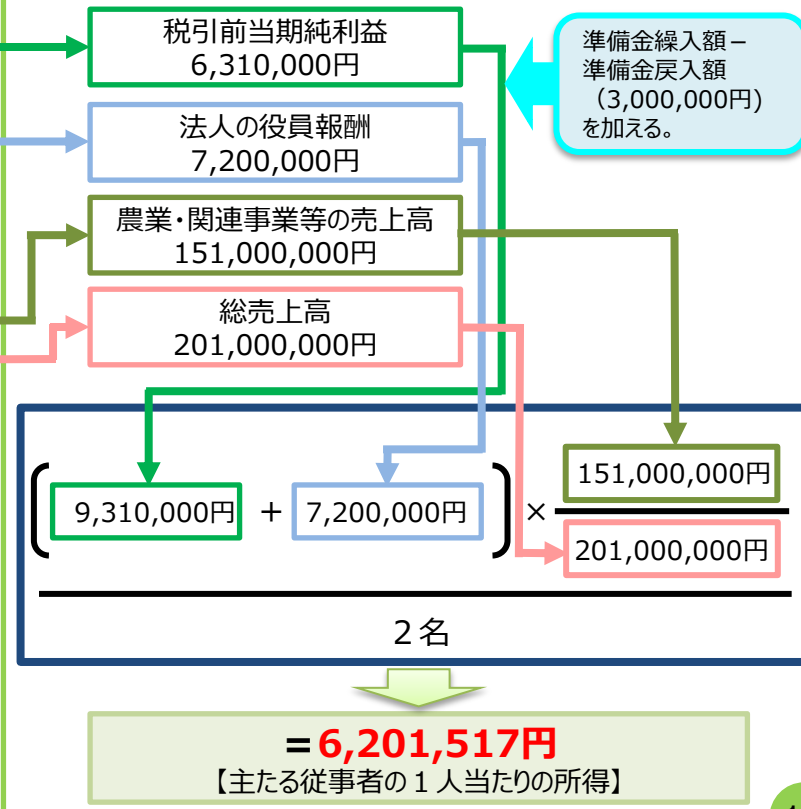 税引前当期純利益
6,310,000円
準備金繰入額－
準備金戻入額
（3,000,000円)
を加える。
法人の役員報酬
7,200,000円
農業・関連事業等の売上高
151,000,000円
総売上高
201,000,000円
9,310,000円 + 7,200,000円 × 151,000,000円
201,000,000円
２名
＝6,201,517円
【主たる従事者の１人当たりの所得】